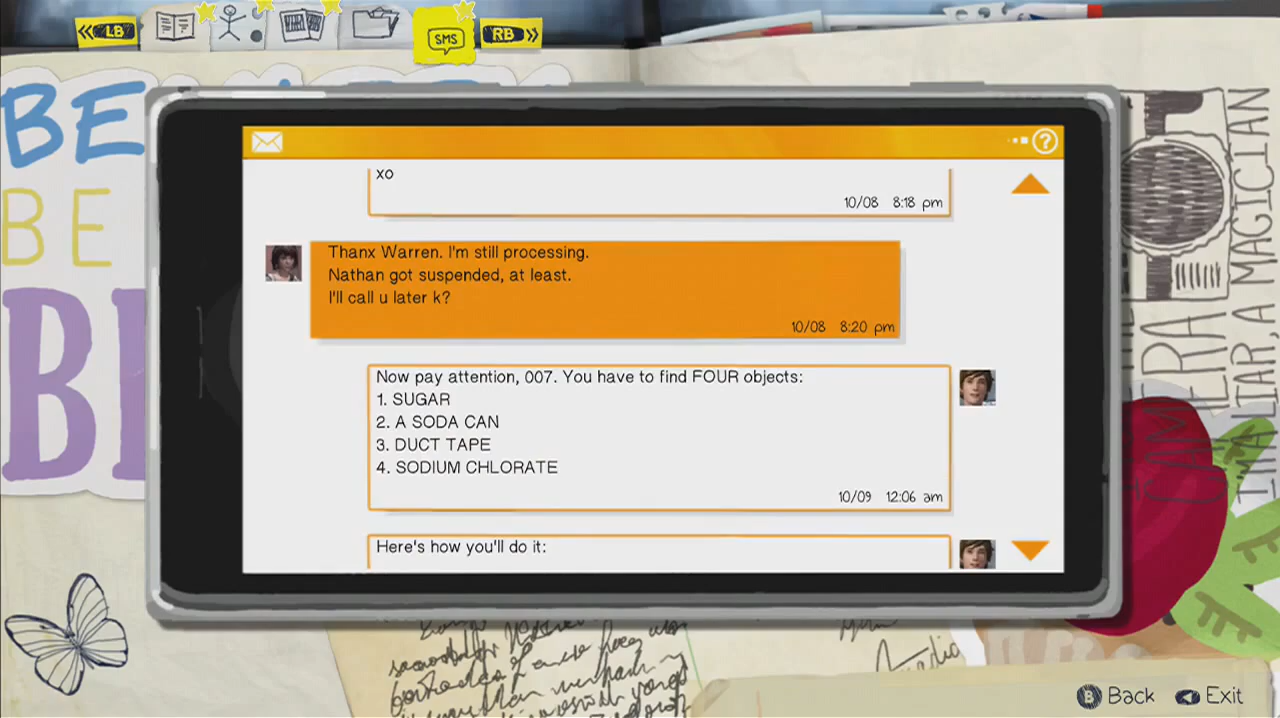 LB
SMS
RB
BE
BE
xo
10/08 8:18 pm
Thanx Warren. I'm still processing.
Nathan got suspended, at least.
I'll call u later k?
10/08 8:20 pm
Now pay attention, 007. You have to find FOUR objects:
1. SUGAR
2. A SODA CAN
3. DUCT TAPE
4. SODIUM CHLORATE
10/09 12:06 am
Here's how you'll do it:
CAMERA
LIAR, A MAGICIAN
B Back
Exit